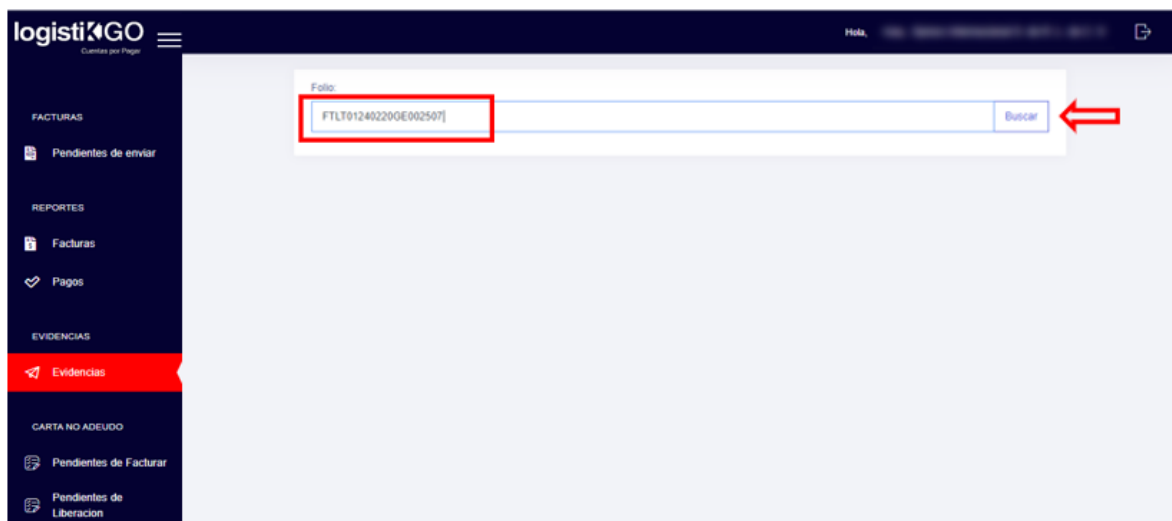 logistiKGO
Cuentas por Pagar
Hola,
FACTURAS
Pendientes de enviar
REPORTES
Facturas
Pagos
EVIDENCIAS
Evidencias
CARTA NO ADEUDO
Pendientes de Facturar
Pendientes de
Liberacion
Folio:
FTLT01240220GE002507
Buscar